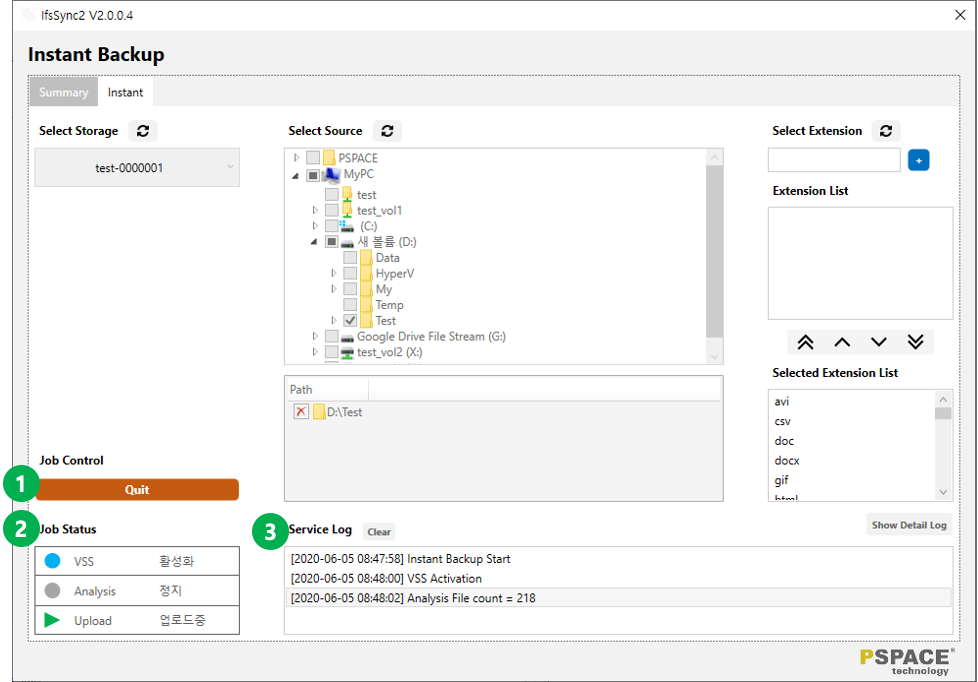 IfsSync2 V2.0.0.4
Instant Backup
Summary
Instant
Select Storage
test-0000001
Select Source
PSPACE
MyPC
test
test_vol1
(C:)
새 볼륨 (D:)
Data
HyperV
My
Temp
Test
Google Drive File Stream (G:)
test_vol2 (X:)
Path
D:\Test
Select Extension
+
Extension List
Selected Extension List
avi
csv
doc
docx
gif
html
Job Control
1
Quit
2
Job Status
VSS 활성화
Analysis 정지
Upload 업로드중
3
Service Log
Clear
Show Detail Log
[2020-06-05 08:47:58] Instant Backup Start
[2020-06-05 08:48:00] VSS Activation
[2020-06-05 08:48:02] Analysis File count = 218
PSPACE®
technology